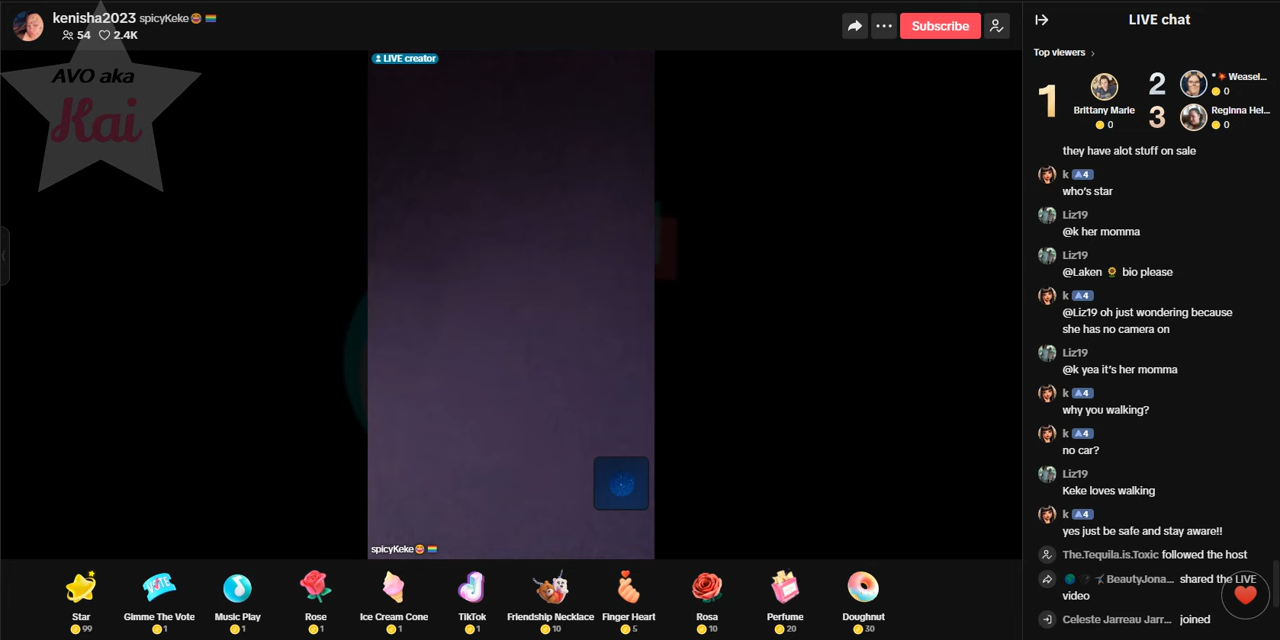 kenisha2023 spicyKeke
54 2.4K
Subscribe
AVO aka
Kai
LIVE creator
spicyKeke
LIVE chat
Top viewers
1
Brittany Marie
0
2
Weasel...
0
3
Reginna Hel...
0
they have alot stuff on sale
k 4
who's star
Liz19
@k her momma
Liz19
@Laken 🌻 bio please
k 4
@Liz19 oh just wondering because
she has no camera on
Liz19
@k yea it's her momma
k 4
why you walking?
k 4
no car?
Liz19
Keke loves walking
k 4
yes just be safe and stay aware!!
The.Tequila.is.Toxic followed the host
BeautyJona... shared the LIVE
video
Celeste Jarreau Jarr... joined
Star
99
Gimme The Vote
1
Music Play
1
Rose
1
Ice Cream Cone
1
TikTok
1
Friendship Necklace
10
Finger Heart
5
Rosa
10
Perfume
20
Doughnut
30